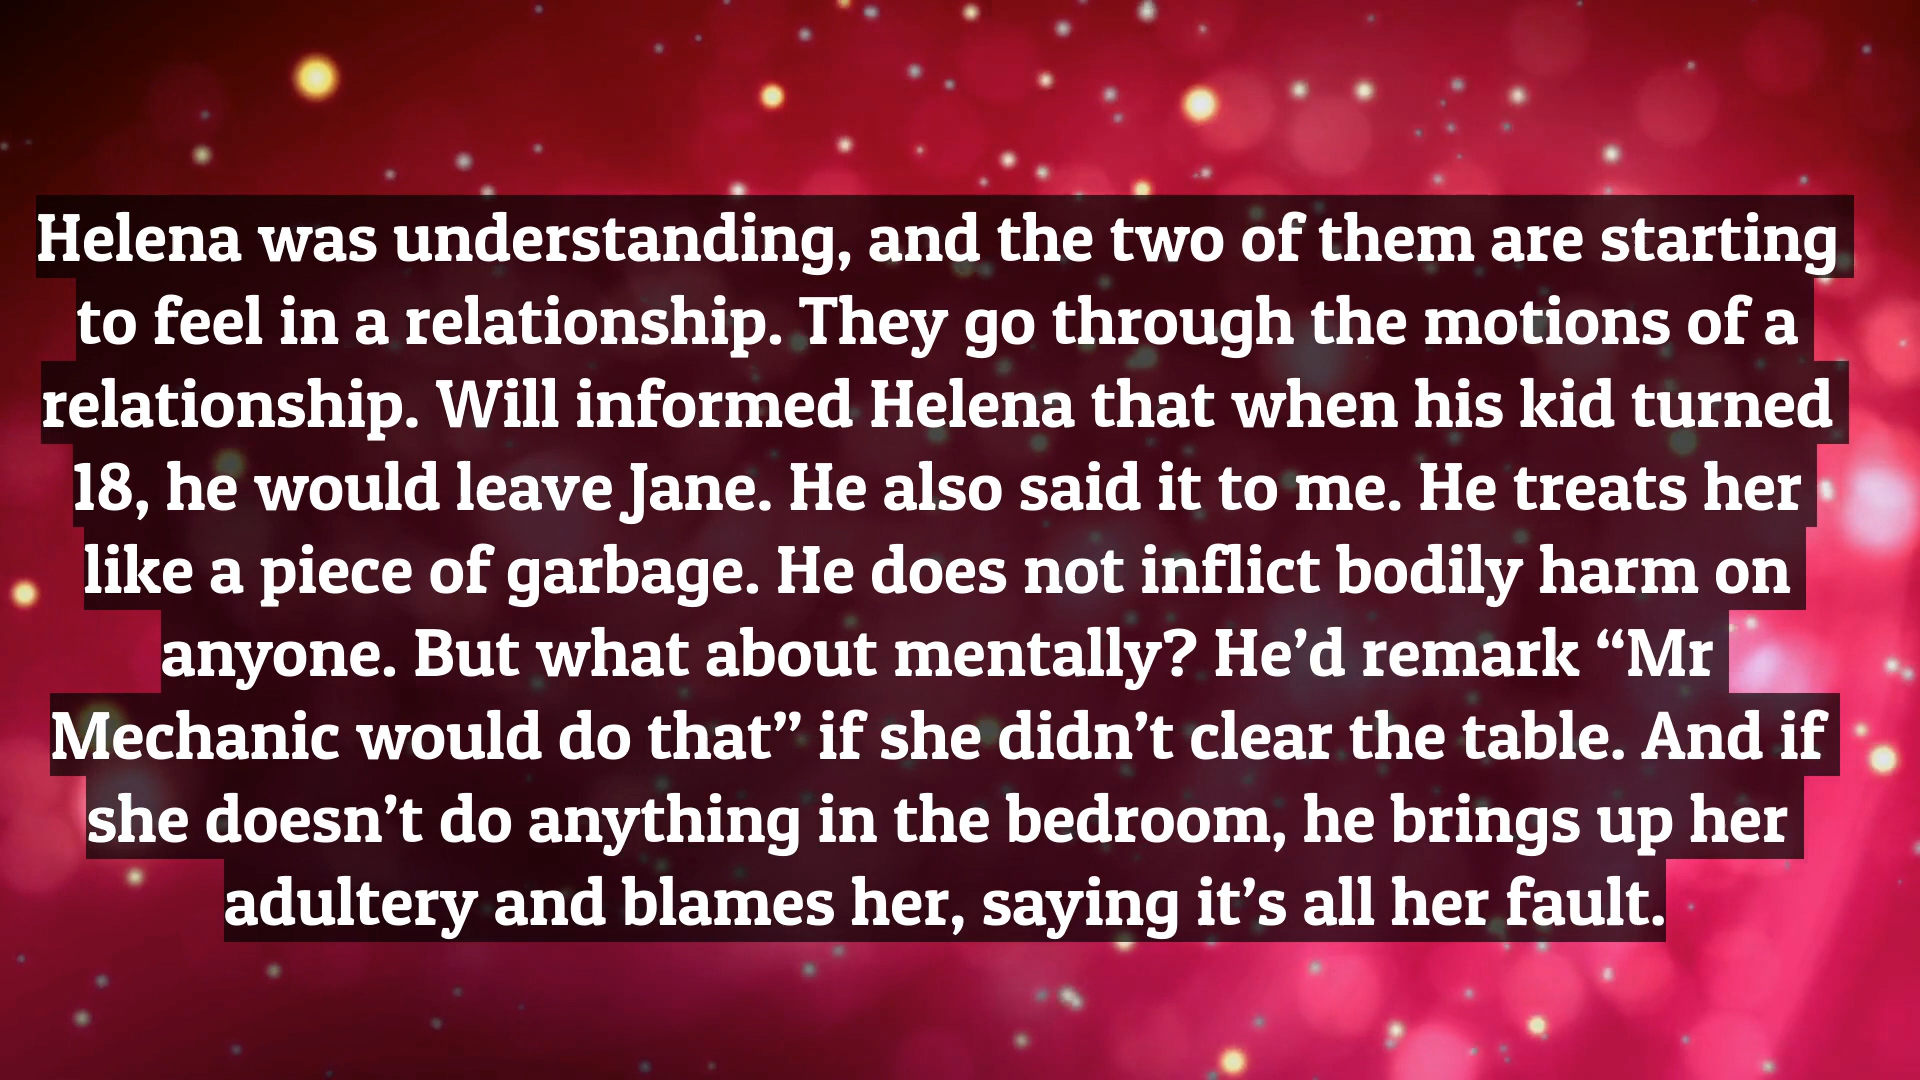 Helena was understanding, and the two of them are starting
to feel in a relationship. They go through the motions of a
relationship. Will informed Helena that when his kid turned
18, he would leave Jane. He also said it to me. He treats her
like a piece of garbage. He does not inflict bodily harm on
anyone. But what about mentally? He’d remark “Mr
Mechanic would do that” if she didn’t clear the table. And if
she doesn’t do anything in the bedroom, he brings up her
adultery and blames her, saying it’s all her fault.